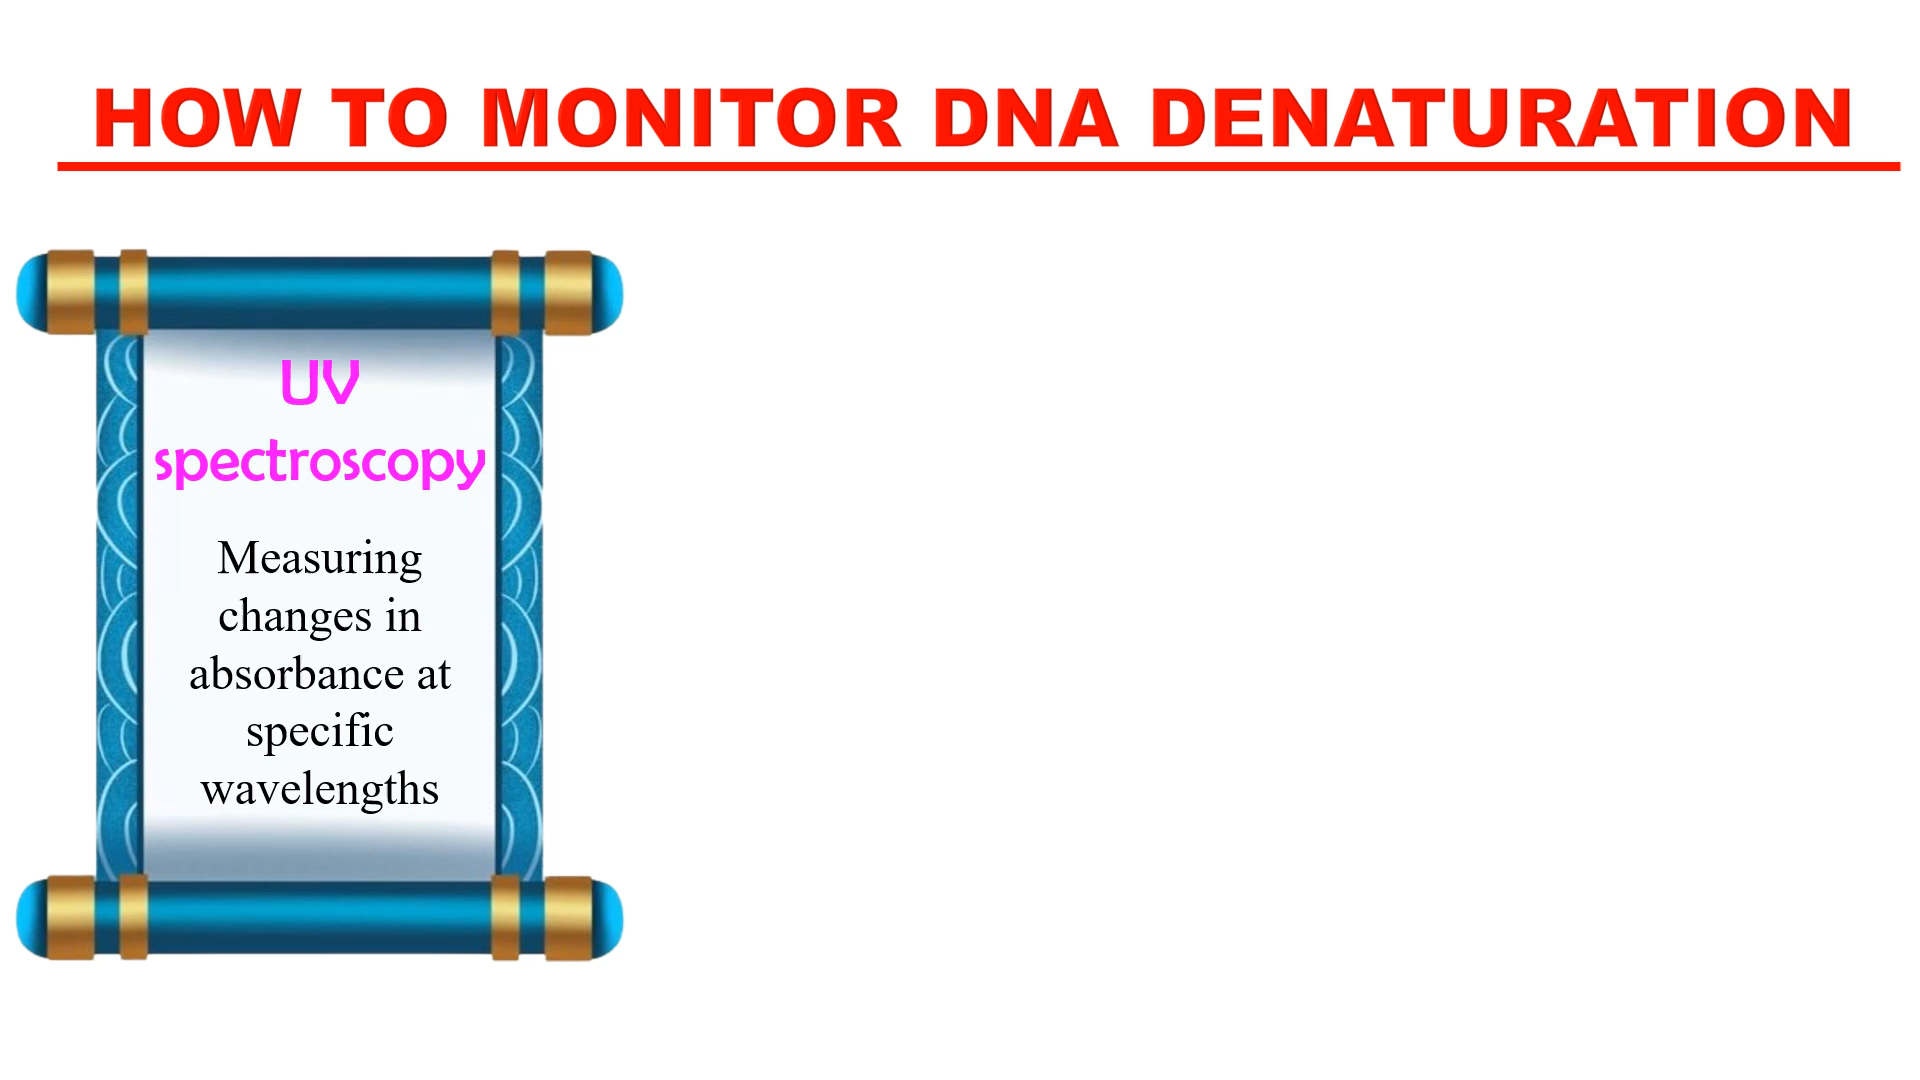 HOW TO MONITOR DNA DENATURATION
UV
spectroscopy
Measuring
changes in
absorbance at
specific
wavelengths